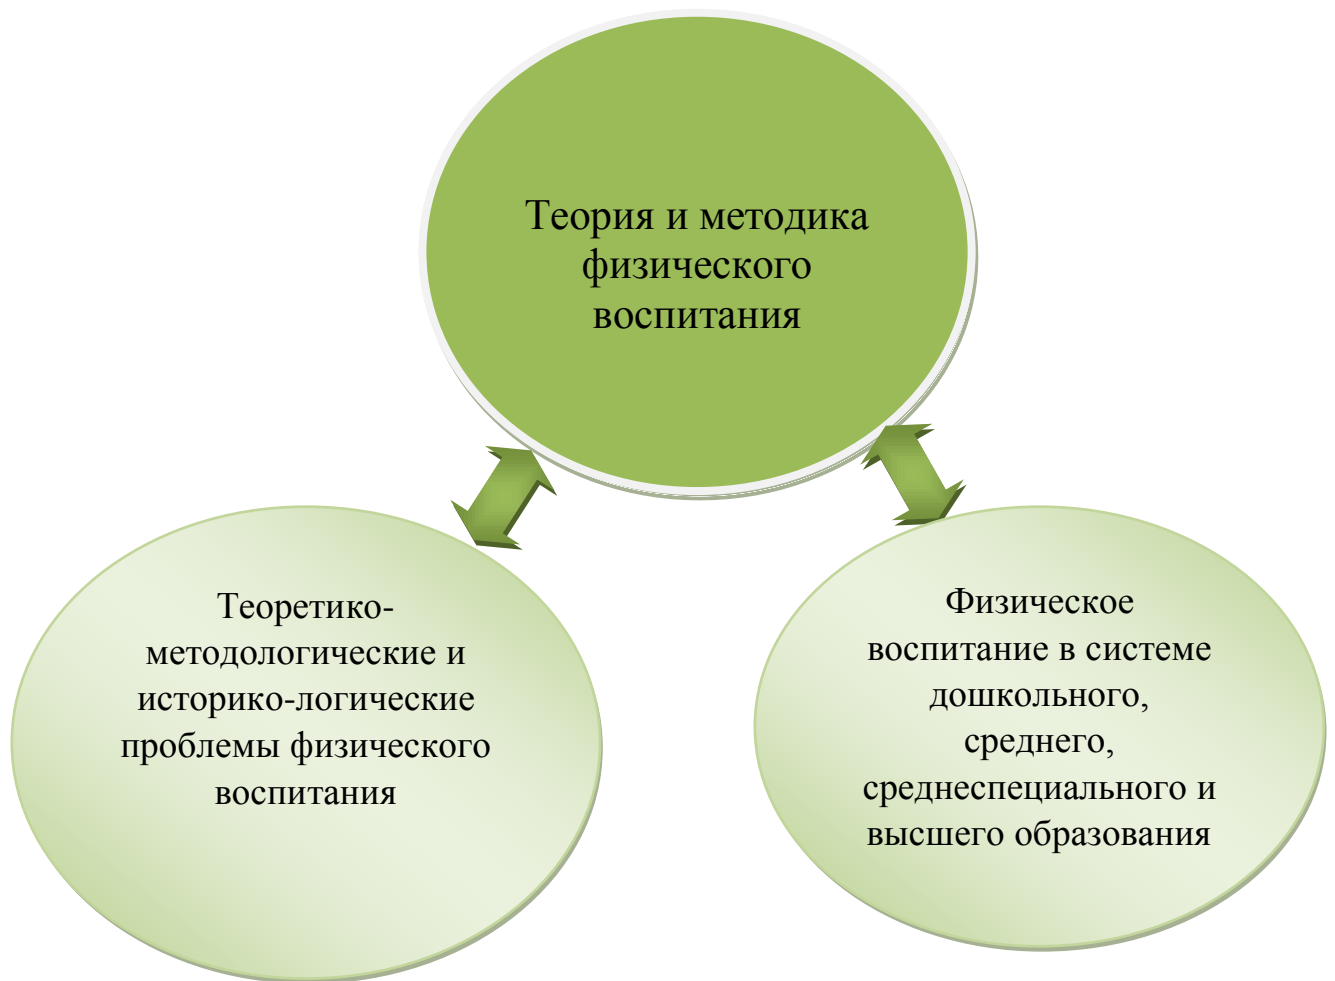 Теория и методика
физического
воспитания
Теоретико-
методологические и
историко-логические
проблемы физического
воспитания
Физическое
воспитание в системе
дошкольного,
среднего,
среднеспециального и
высшего образования